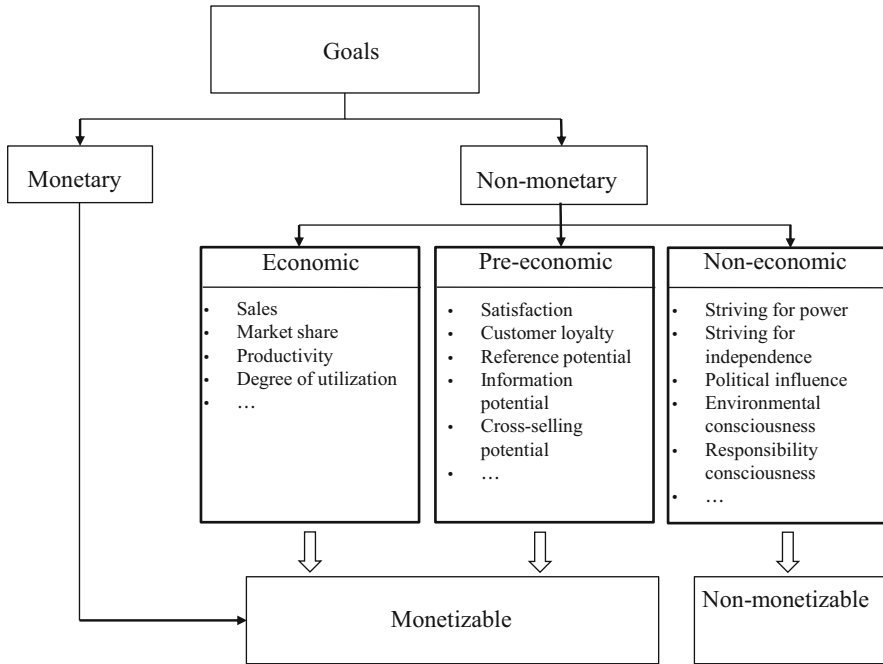 Goals
Monetary
Non-monetary
Economic
• Sales
• Market share
• Productivity
• Degree of utilization
• …
Pre-economic
• Satisfaction
• Customer loyalty
• Reference potential
• Information
potential
• Cross-selling
potential
• …
Non-economic
• Striving for power
• Striving for
independence
• Political influence
• Environmental
consciousness
• Responsibility
consciousness
• …
Monetizable
Non-monetizable